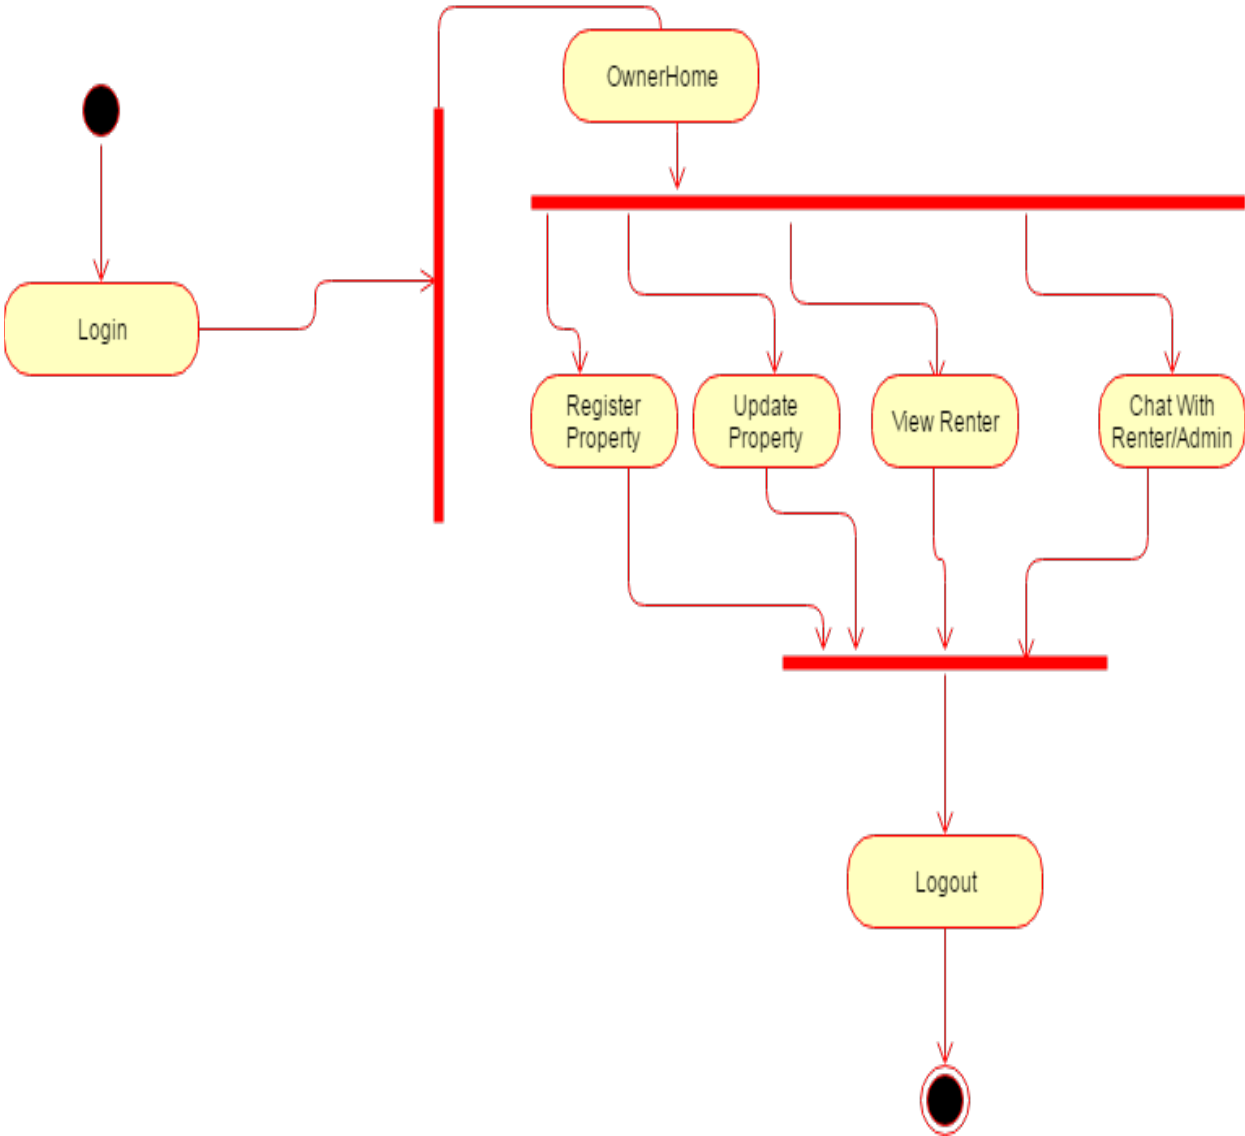 OwnerHome
Login
Register
Property
Update
Property
View Renter
Chat With
Renter/Admin
Logout